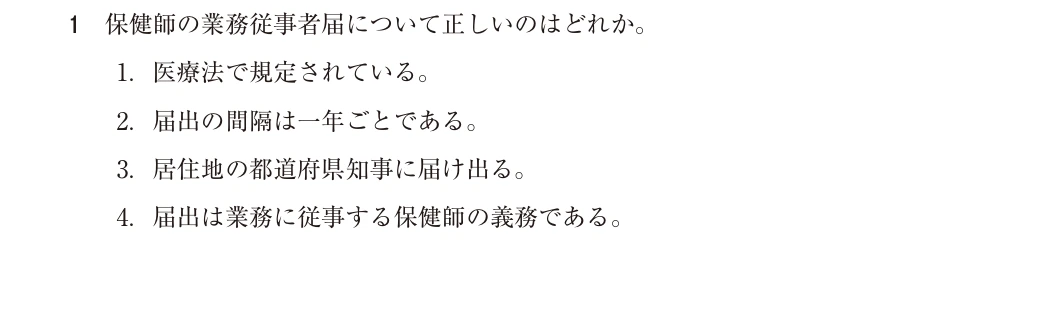 1 保健師の業務従事者届について正しいのはどれか。
1. 医療法で規定されている。
2. 届出の間隔は一年ごとである。
3. 居住地の都道府県知事に届け出る。
4. 届出は業務に従事する保健師の義務である。